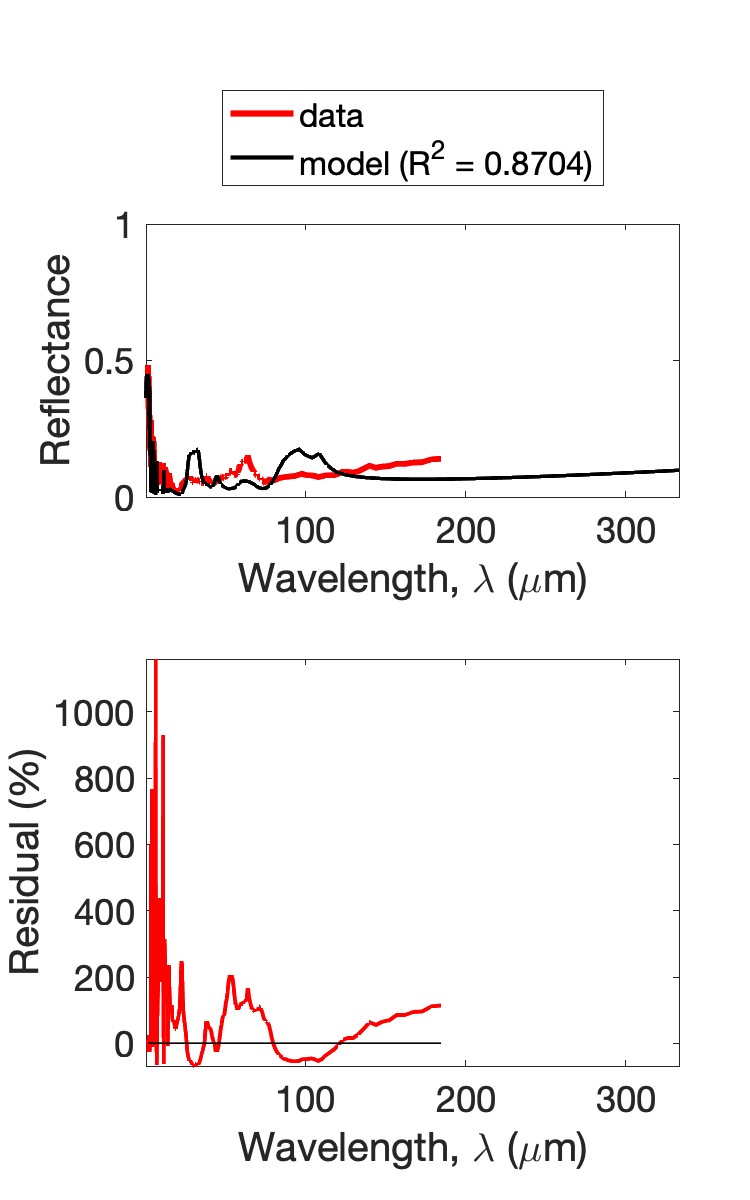 data
model (R² = 0.8704)
1
0.5
0
Reflectance
100
200
300
Wavelength, λ (μm)
1000
800
600
400
200
0
Residual (%)
100
200
300
Wavelength, λ (μm)